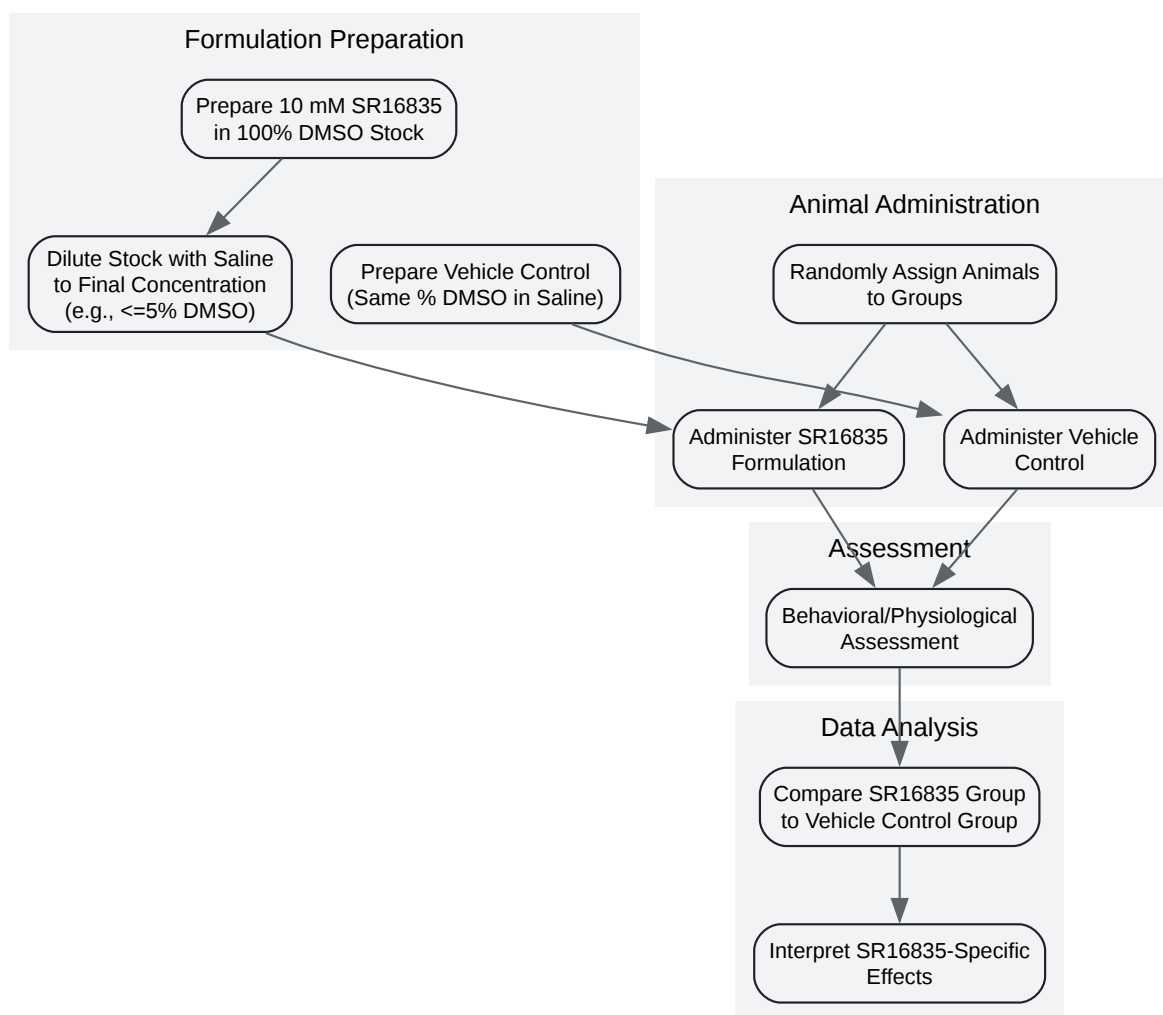 Formulation Preparation
Prepare 10 mM SR16835
in 100% DMSO Stock
Dilute Stock with Saline
to Final Concentration
(e.g., <=5% DMSO)
Prepare Vehicle Control
(Same % DMSO in Saline)
Animal Administration
Randomly Assign Animals
to Groups
Administer SR16835
Formulation
Administer Vehicle
Control
Assessment
Behavioral/Physiological
Assessment
Data Analysis
Compare SR16835 Group
to Vehicle Control Group
Interpret SR16835-Specific
Effects